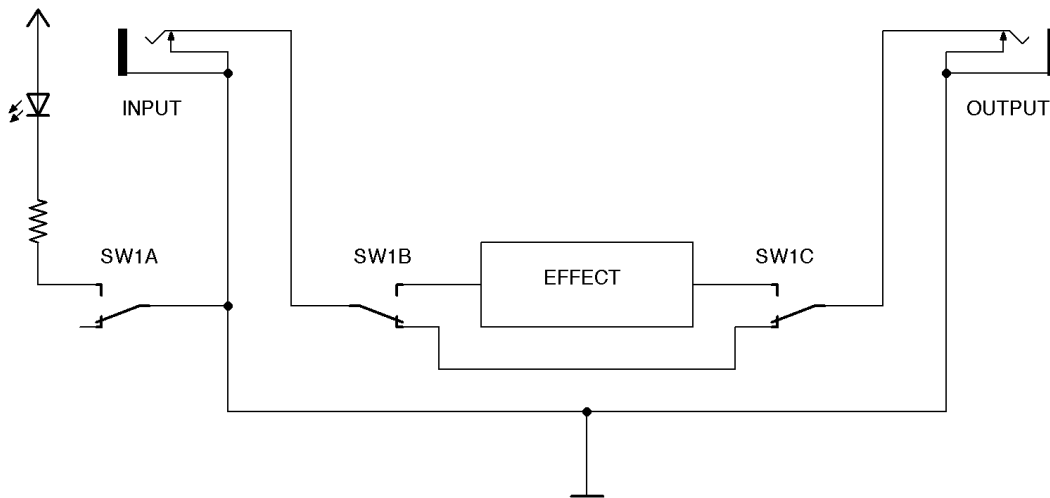 INPUT
OUTPUT
SW1A
SW1B
EFFECT
SW1C